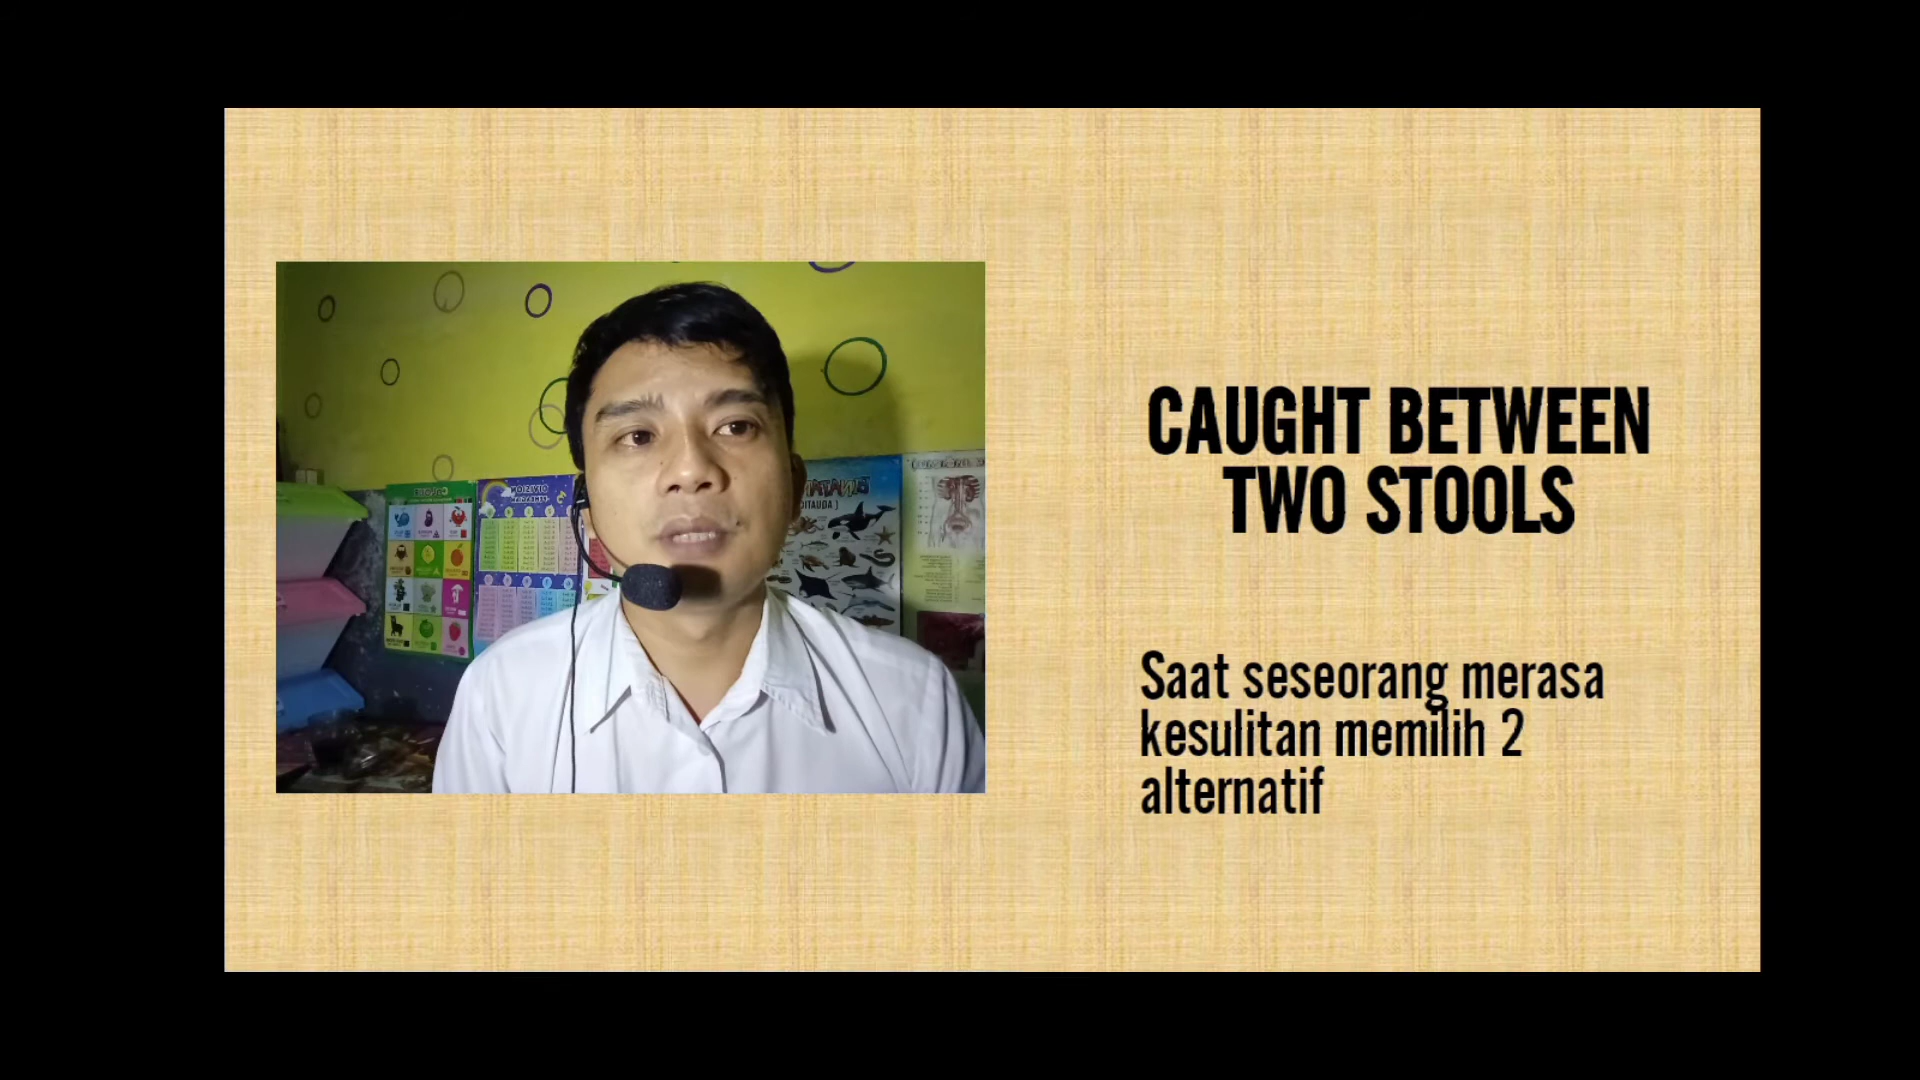 CAUGHT BETWEEN
TWO STOOLS
Saat seseorang merasa
kesulitan memilih 2
alternatif